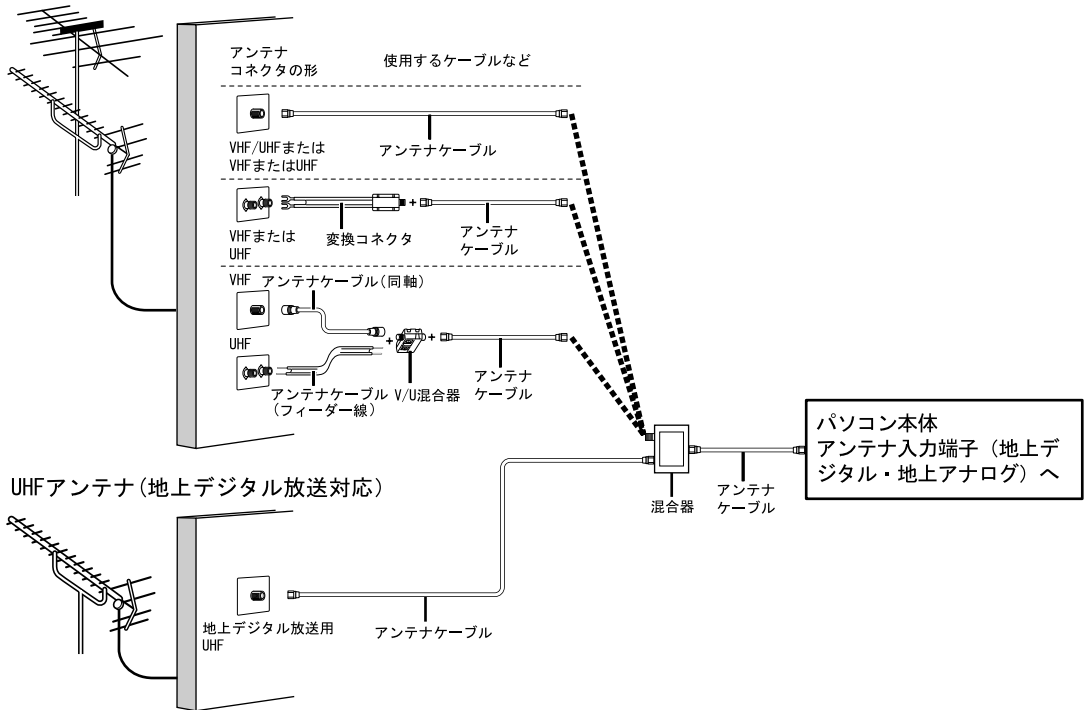 アンテナ
コネクタの形
使用するケーブルなど
VHF/UHFまたは
VHFまたはUHF
アンテナケーブル
VHFまたは
UHF
変換コネクタ
+
アンテナ
ケーブル
VHF
アンテナケーブル(同軸)
UHF
+
+
アンテナケーブル
(フィーダー線)
V/U混合器
アンテナ
ケーブル
混合器
アンテナ
ケーブル
パソコン本体
アンテナ入力端子（地上デ
ジタル・地上アナログ）へ
UHFアンテナ(地上デジタル放送対応)
地上デジタル放送用
UHF
アンテナケーブル